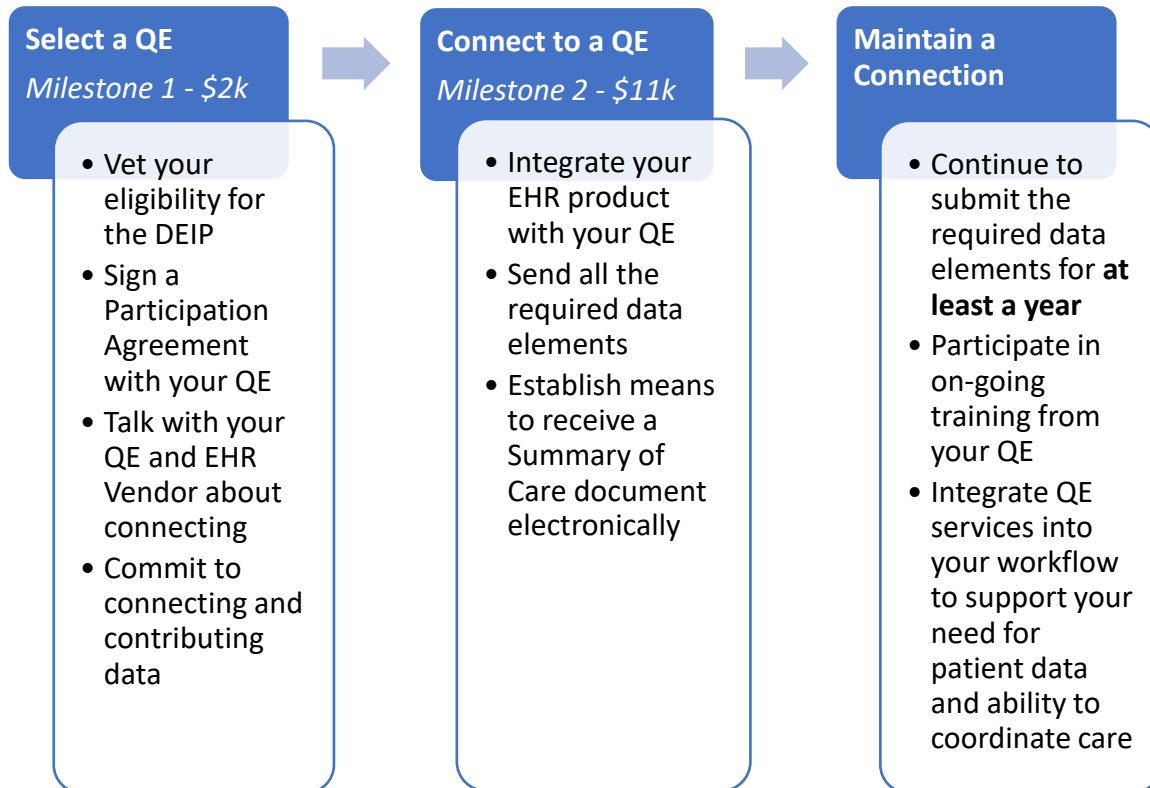 Select a QE
Milestone 1 - $2k
• Vet your
eligibility for
the DEIP
• Sign a
Participation
Agreement
with your QE
• Talk with your
QE and EHR
Vendor about
connecting
• Commit to
connecting and
contributing
data
Connect to a QE
Milestone 2 - $11k
• Integrate your
EHR product
with your QE
• Send all the
required data
elements
• Establish means
to receive a
Summary of
Care document
electronically
Maintain a
Connection
• Continue to
submit the
required data
elements for at
least a year
• Participate in
on-going
training from
your QE
• Integrate QE
services into
your workflow
to support your
need for
patient data
and ability to
coordinate care